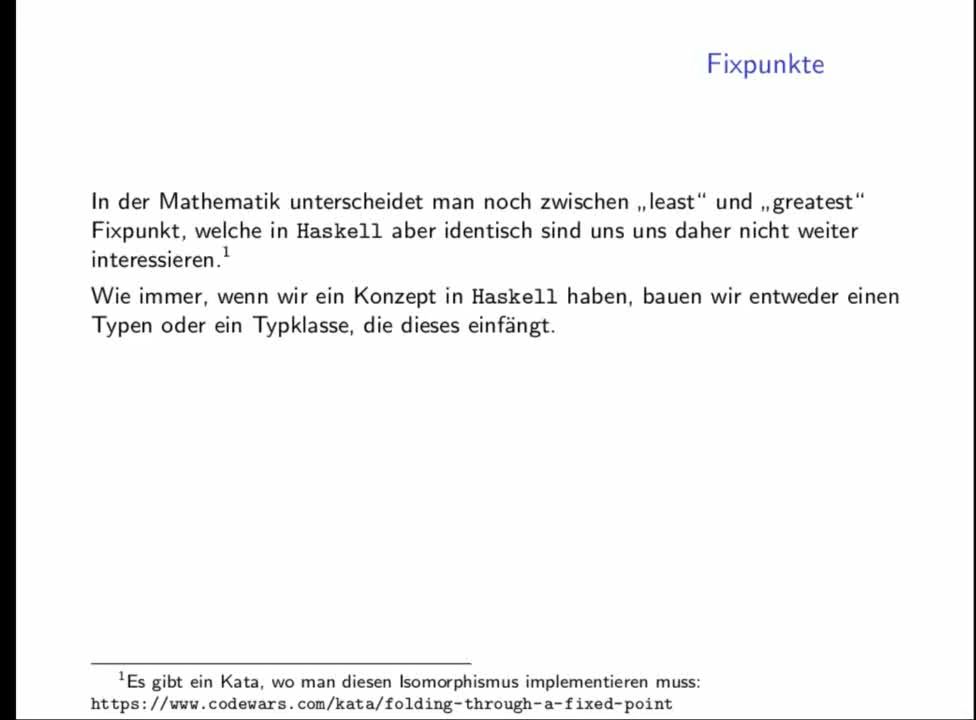 Fixpunkte
In der Mathematik unterscheidet man noch zwischen „least“ und „greatest“
Fixpunkt, welche in Haskell aber identisch sind uns uns daher nicht weiter
interessieren.¹
Wie immer, wenn wir ein Konzept in Haskell haben, bauen wir entweder einen
Typen oder ein Typklasse, die dieses einfängt.
¹Es gibt ein Kata, wo man diesen Isomorphismus implementieren muss:
https://www.codewars.com/kata/folding-through-a-fixed-point